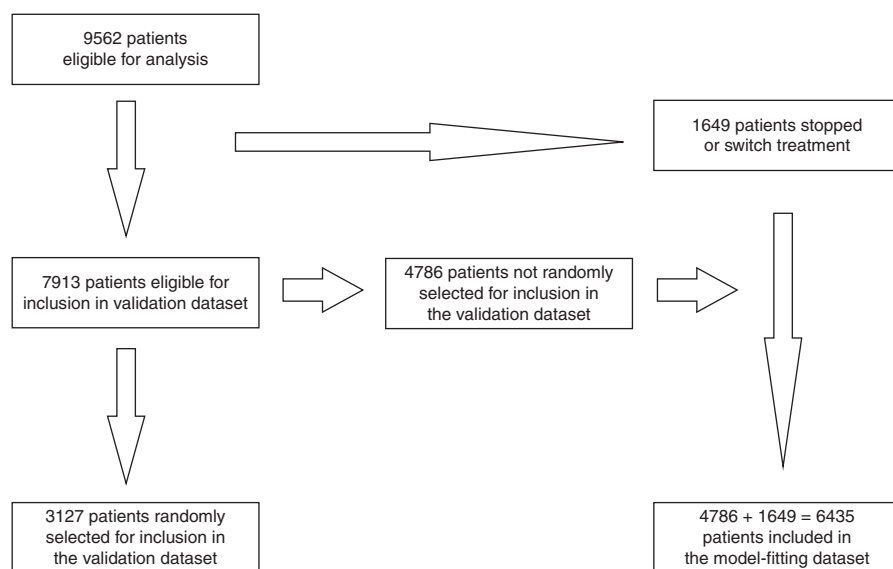 9562 patients
eligible for analysis
1649 patients stopped
or switch treatment
7913 patients eligible for
inclusion in validation dataset
4786 patients not randomly
selected for inclusion in
the validation dataset
3127 patients randomly
selected for inclusion in
the validation dataset
4786 + 1649 = 6435
patients included in
the model-fitting dataset